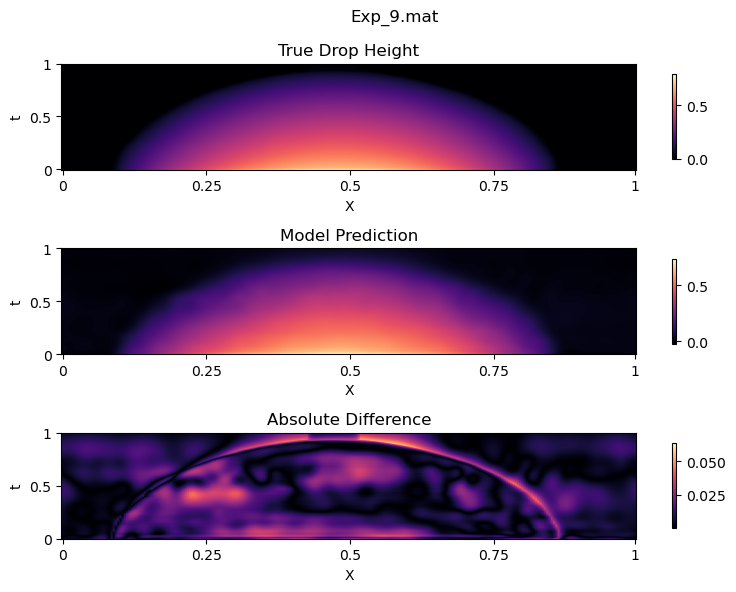 Exp_9.mat
True Drop Height
1
0.5
0
t
0 0.25 0.5 0.75 1
X
0.5
0.0
Model Prediction
1
0.5
0
t
0 0.25 0.5 0.75 1
X
0.5
0.0
Absolute Difference
1
0.5
0
t
0 0.25 0.5 0.75 1
X
0.050
0.025